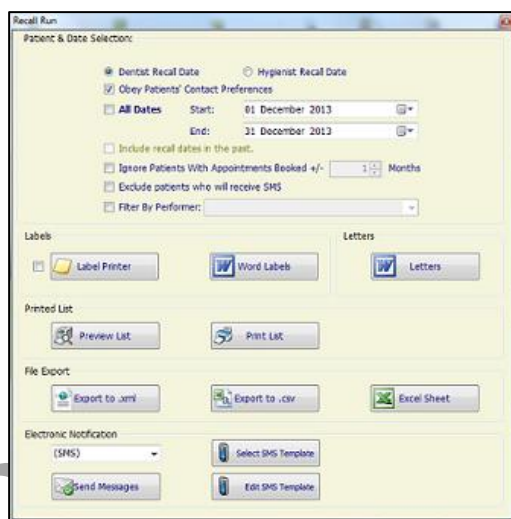 Recall Run
Patient & Date Selection:
Dentist Recal Date Hygienist Recal Date
Obey Patients' Contact Preferences
All Dates Start: 01 December 2013
End: 31 December 2013
Include recal dates in the past.
Ignore Patients With Appointments Booked +/- 1 Months
Exclude patients who will receive SMS
Filter By Performer:
Labels Letters
Label Printer Word Labels Letters
Printed List
Preview List Print List
File Export
Export to .xml Export to .csv Excel Sheet
Electronic Notification
(SMS) Select SMS Template
Send Messages Edit SMS Template